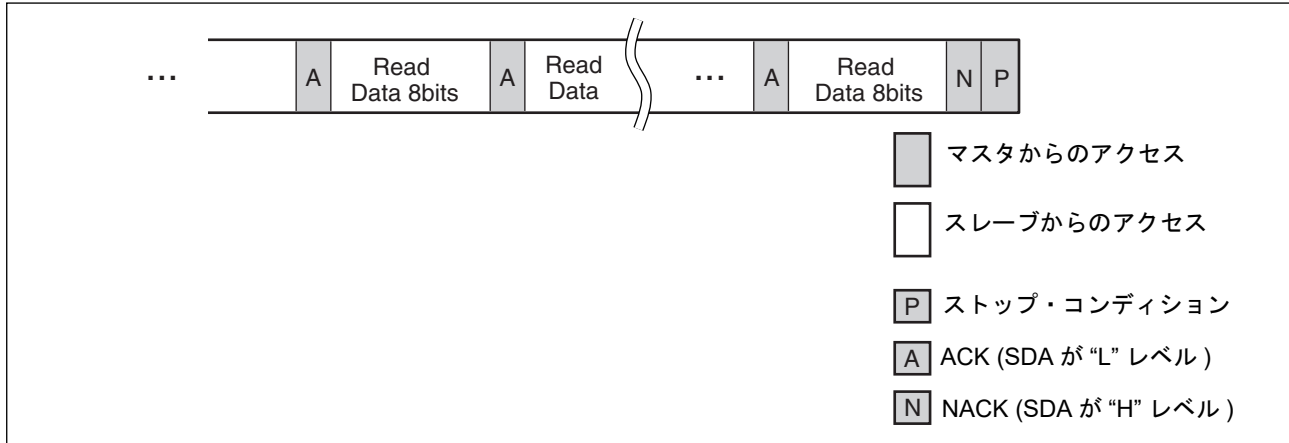 ... A Read Data 8bits A Read Data ... A Read Data 8bits N P
マスタからのアクセス
スレーブからのアクセス
P ストップ・コンディション
A ACK (SDA が “L” レベル )
N NACK (SDA が “H” レベル )